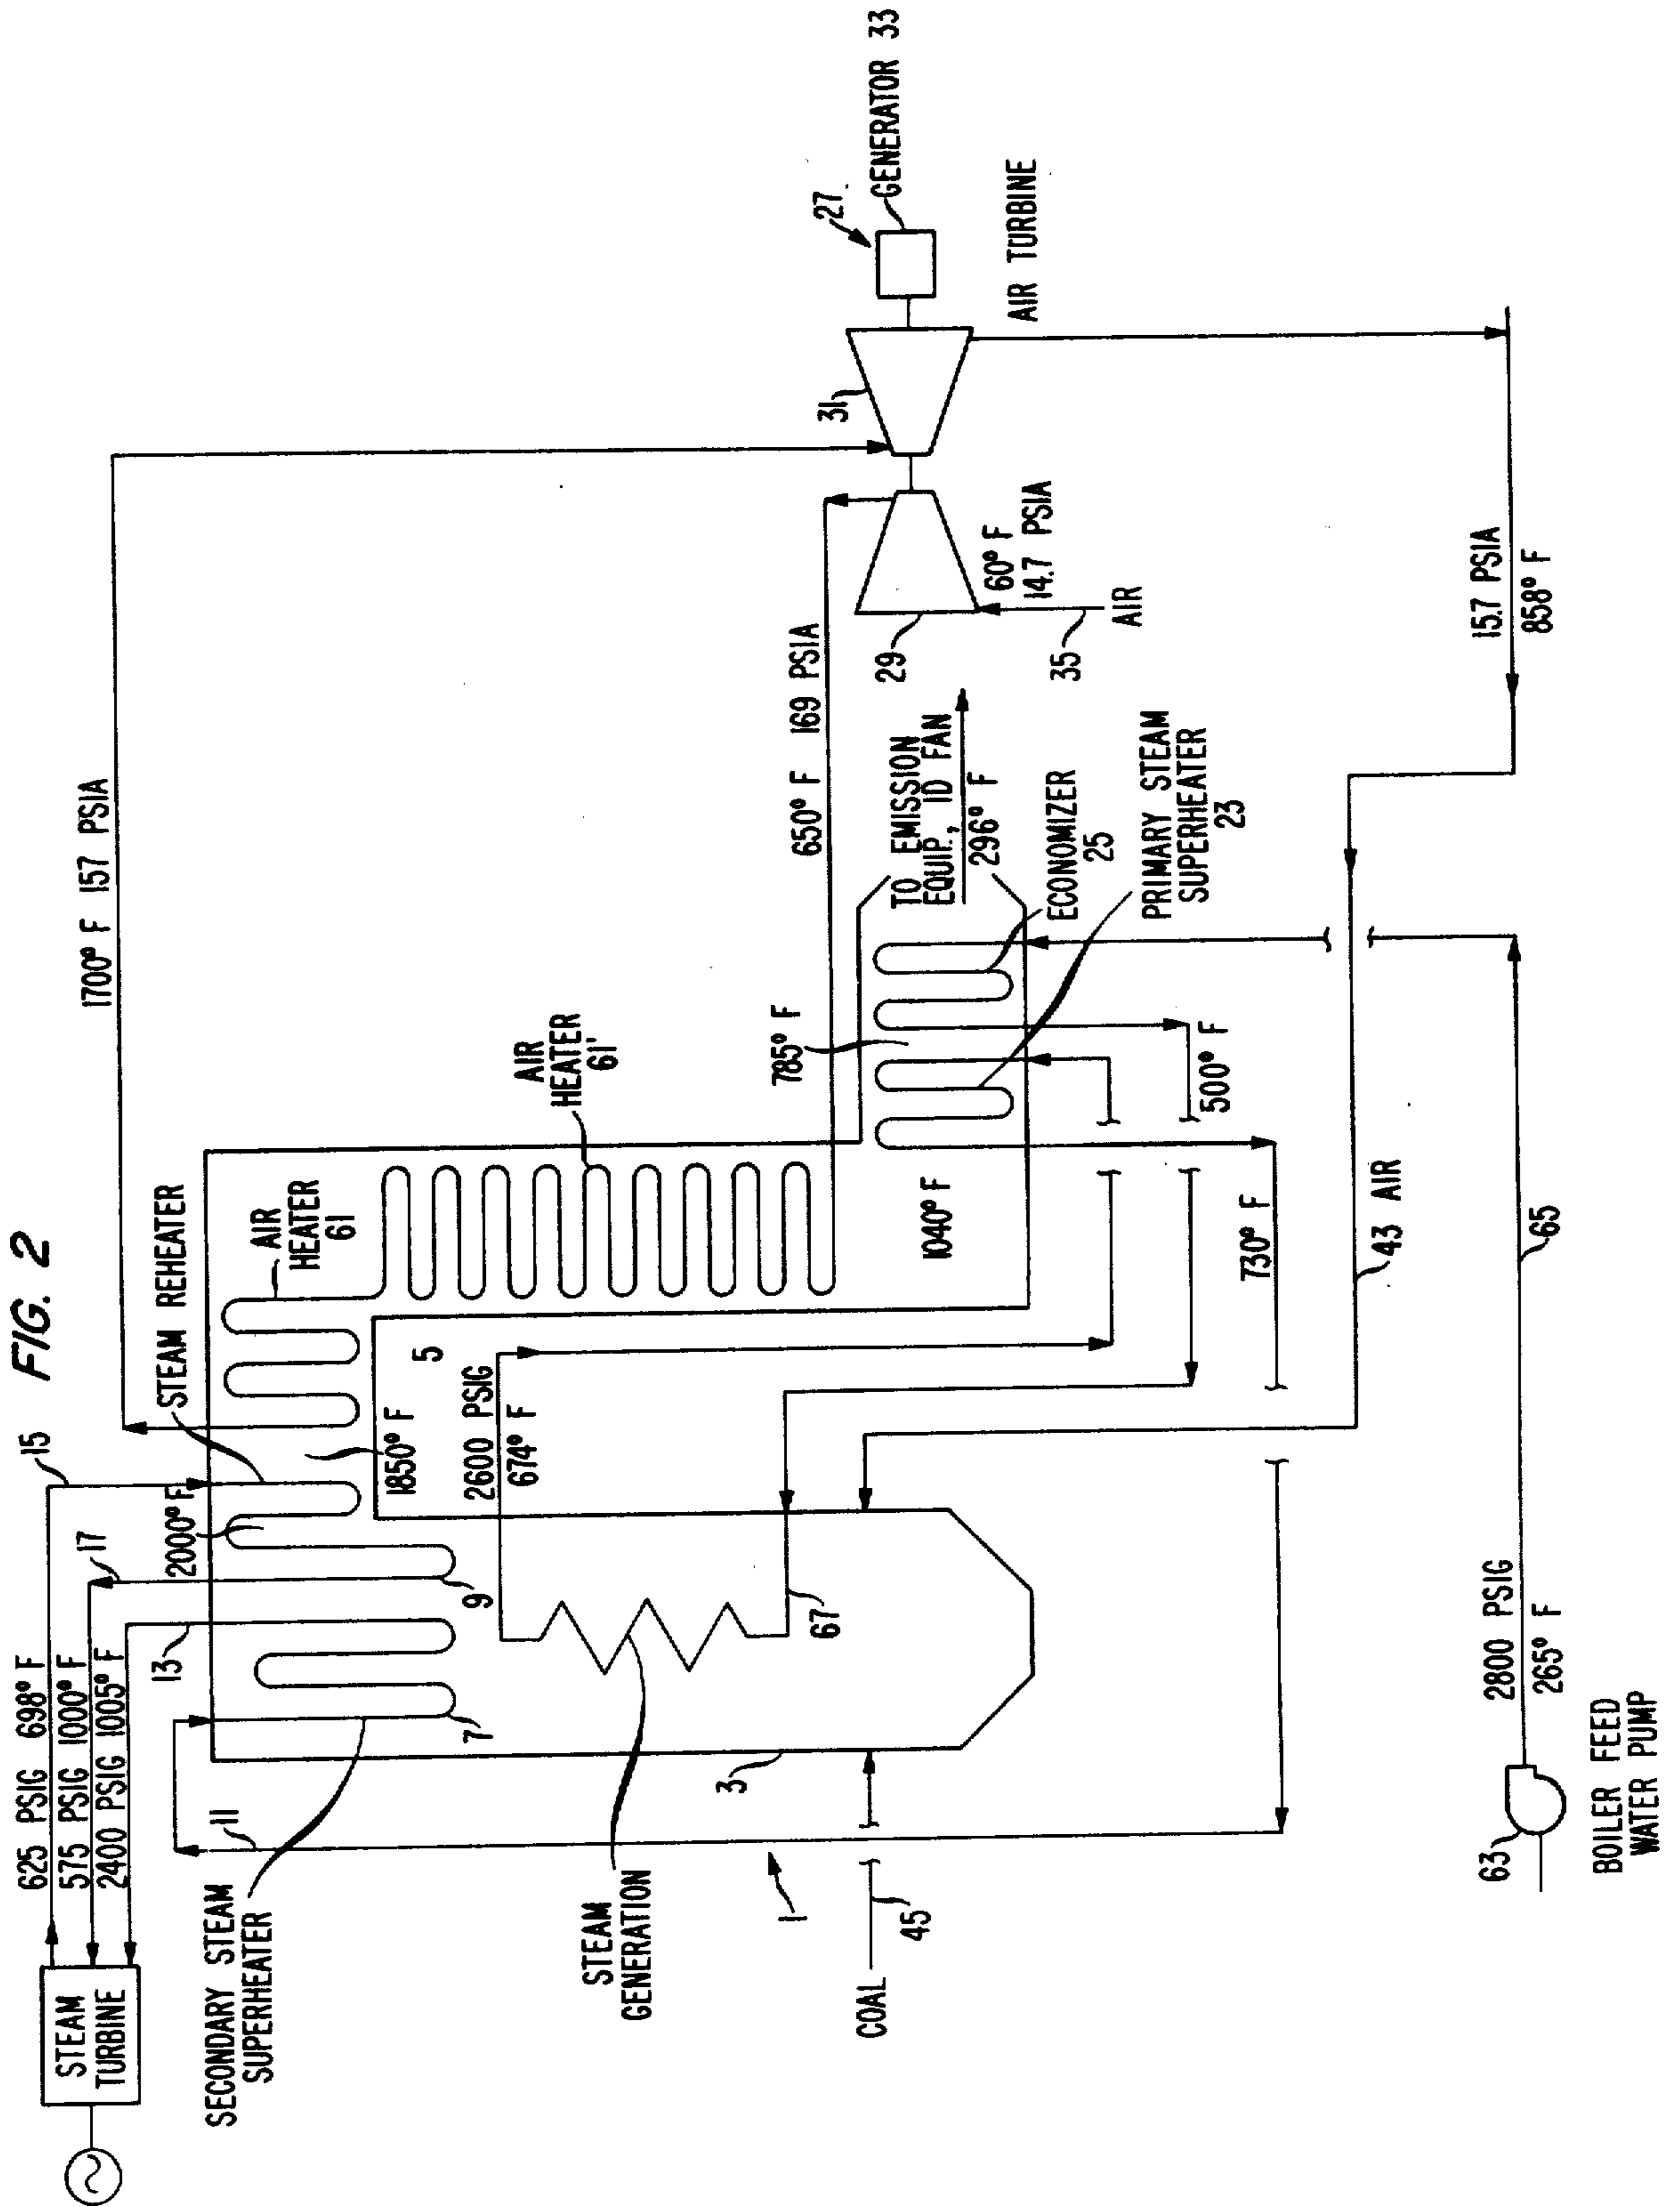 FIG. 2
625 PSIG 698° F
575 PSIG 1000° F
2400 PSIG 1005° F
15
17
13
STEAM
TURBINE
STEAM REHEATER
1700° F 157 PSIA
2000° F
AIR
HEATER
61
AIR
HEATER
61'
1850° F
5
11
SECONDARY STEAM
SUPERHEATER
7
9
2600 PSIG
674° F
STEAM
GENERATION
67
3
1
COAL
45
650° F 169 PSIA
785° F
1040° F
TO EMISSION
EQUIP., ID FAN
296° F
ECONOMIZER
25
PRIMARY STEAM
SUPERHEATER
23
500° F
730° F
29
31
27
GENERATOR 33
AIR TURBINE
60° F
14.7 PSIA
35
AIR
15.7 PSIA
858° F
43 AIR
65
2800 PSIG
265° F
63
BOILER FEED
WATER PUMP